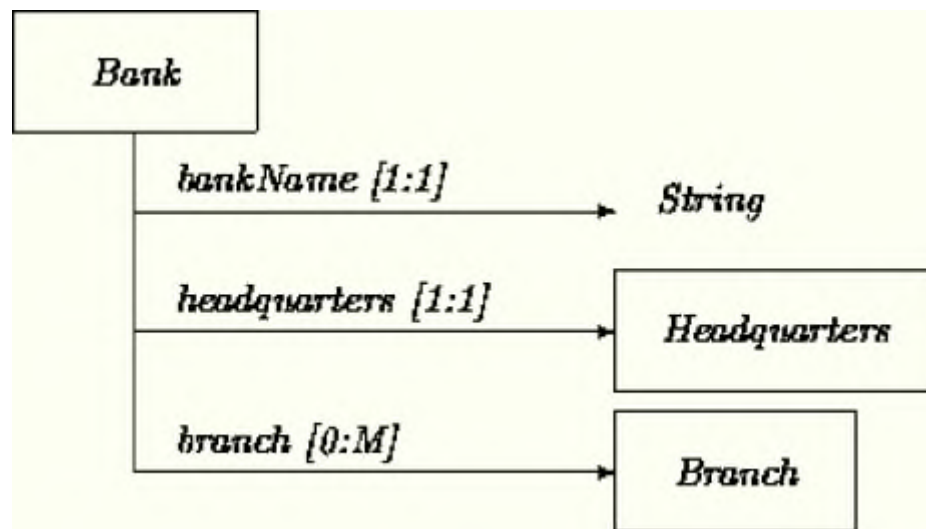 Bank
bankName [1:1]
String
headquarters [1:1]
Headquarters
branch [0:M]
Branch